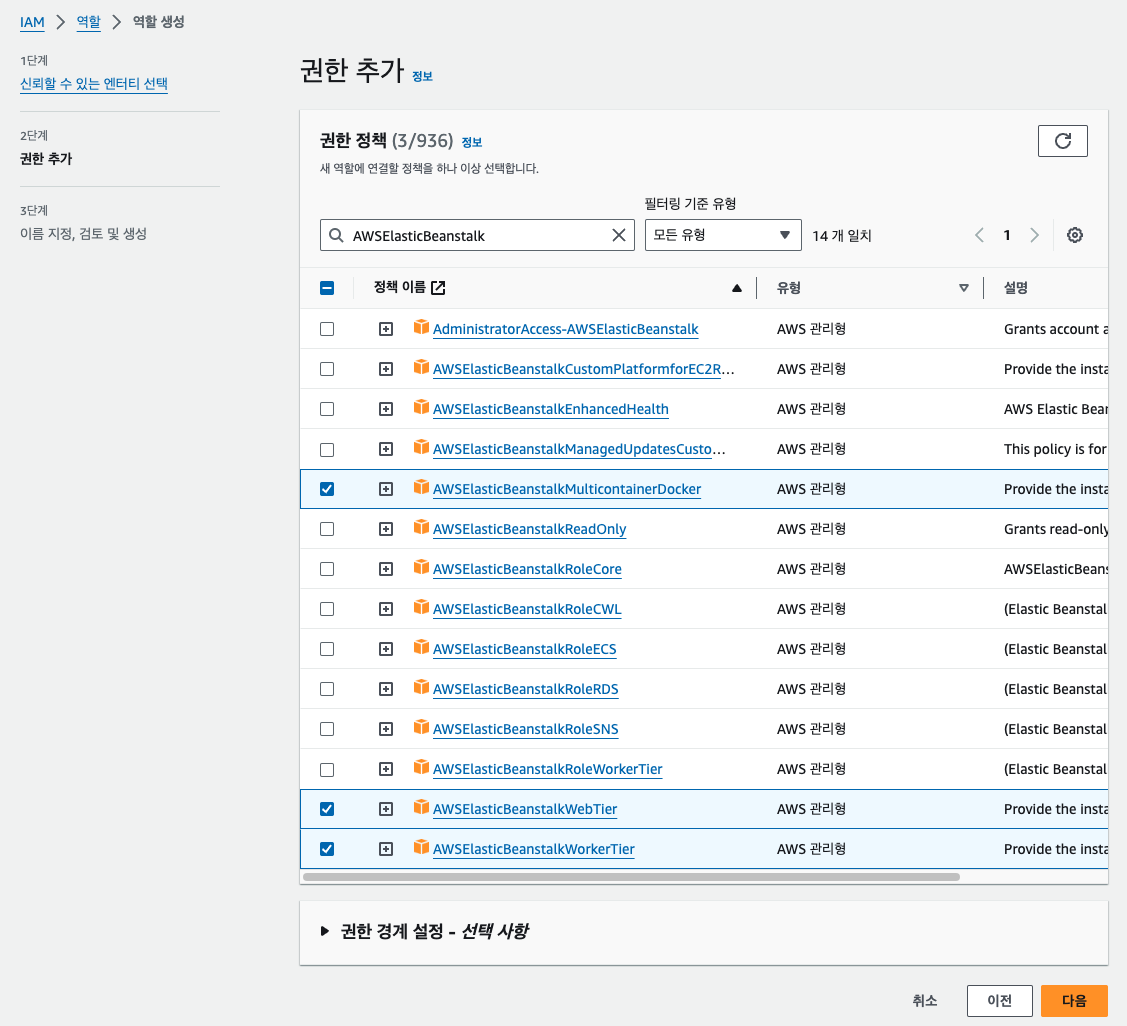 IAM > 역할 > 역할 생성
1단계
신뢰할 수 있는 엔터티 선택
2단계
권한 추가
3단계
이름 지정, 검토 및 생성
권한 추가 정보
권한 정책 (3/936) 정보
새 역할에 연결할 정책을 하나 이상 선택합니다.
필터링 기준 유형
AWSElasticBeanstalk 모든 유형 14 개 일치 1
정책 이름 유형 설명
AdministratorAccess-AWSElasticBeanstalk AWS 관리형 Grants account a
AWSElasticBeanstalkCustomPlatformforEC2R... AWS 관리형 Provide the insta
AWSElasticBeanstalkEnhancedHealth AWS 관리형 AWS Elastic Bear
AWSElasticBeanstalkManagedUpdatesCusto... AWS 관리형 This policy is for
AWSElasticBeanstalkMulticontainerDocker AWS 관리형 Provide the insta
AWSElasticBeanstalkReadOnly AWS 관리형 Grants read-only
AWSElasticBeanstalkRoleCore AWS 관리형 AWSElasticBeans
AWSElasticBeanstalkRoleCWL AWS 관리형 (Elastic Beanstal
AWSElasticBeanstalkRoleECS AWS 관리형 (Elastic Beanstal
AWSElasticBeanstalkRoleRDS AWS 관리형 (Elastic Beanstal
AWSElasticBeanstalkRoleSNS AWS 관리형 (Elastic Beanstal
AWSElasticBeanstalkRoleWorkerTier AWS 관리형 (Elastic Beanstal
AWSElasticBeanstalkWebTier AWS 관리형 Provide the insta
AWSElasticBeanstalkWorkerTier AWS 관리형 Provide the insta
권한 경계 설정 - 선택 사항
취소 이전 다음